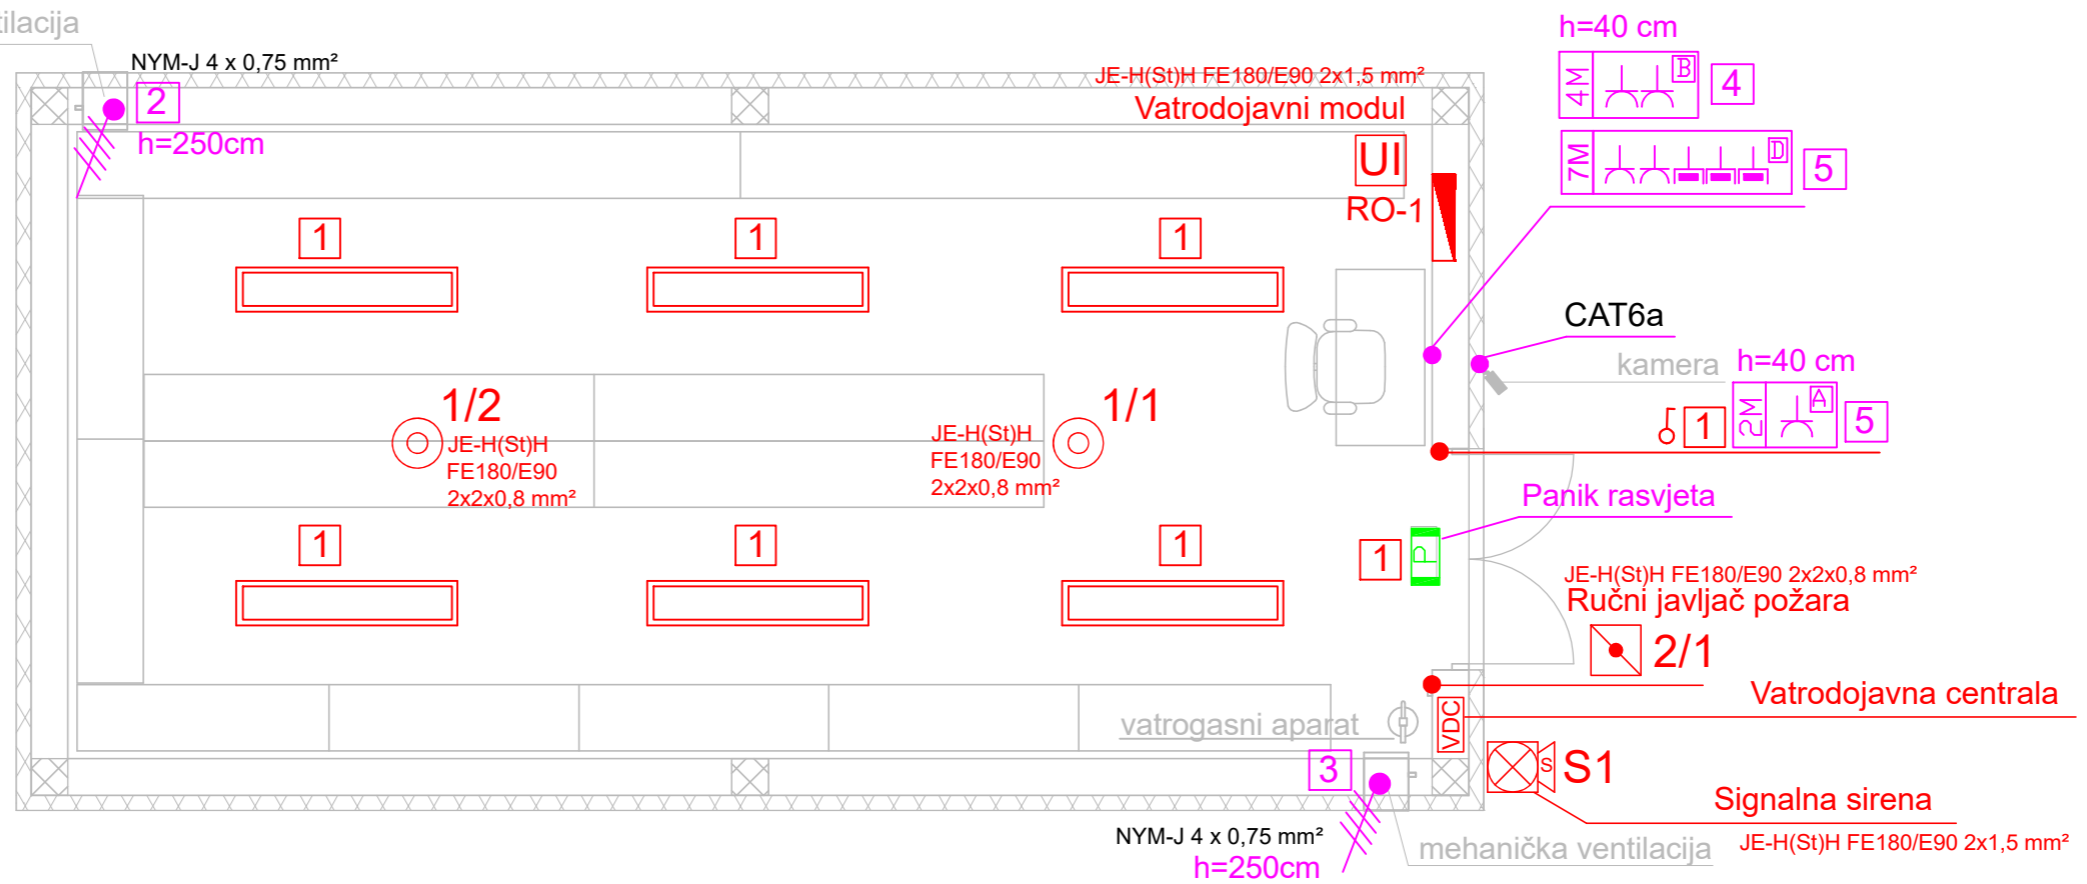 tilacija
NYM-J 4 x 0,75 mm²
2
h=250cm
JE-H(St)H FE180/E90 2x1,5 mm²
Vatrodojavni modul
UI
RO-1
h=40 cm
4M
B
4
7M
D
5
1
1
1
CAT6a
kamera
h=40 cm
1
2M
A
5
1/2
JE-H(St)H
FE180/E90
2x2x0,8 mm²
1/1
JE-H(St)H
FE180/E90
2x2x0,8 mm²
Panik rasvjeta
1
1
1
1
P
JE-H(St)H FE180/E90 2x2x0,8 mm²
Ručni javljač požara
2/1
Vatrodojavna centrala
vatrogasni aparat
VDC
3
S
S1
Signalna sirena
JE-H(St)H FE180/E90 2x1,5 mm²
NYM-J 4 x 0,75 mm²
h=250cm
mehanička ventilacija